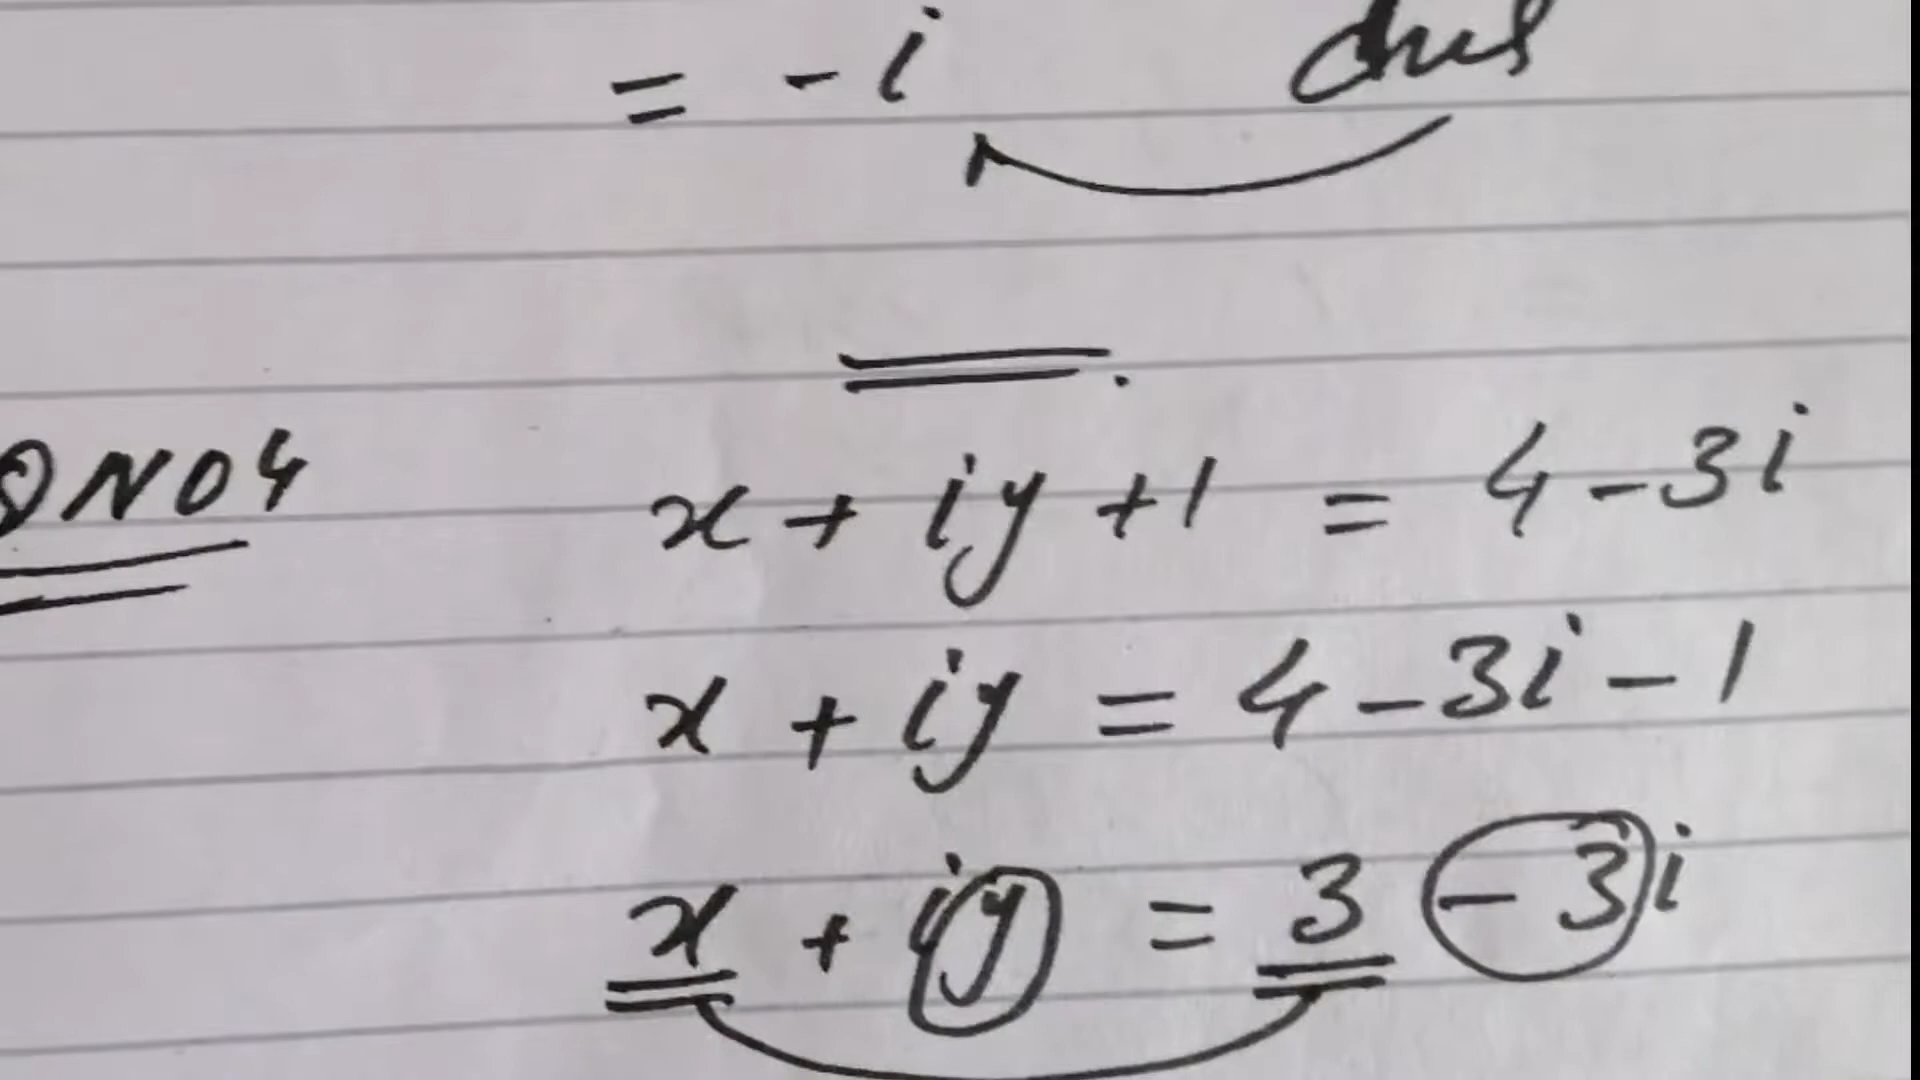 = - i Ans
Q NO 4 x + iy + 1 = 4 - 3i
x + iy = 4 - 3i - 1
x + iy = 3 - 3i